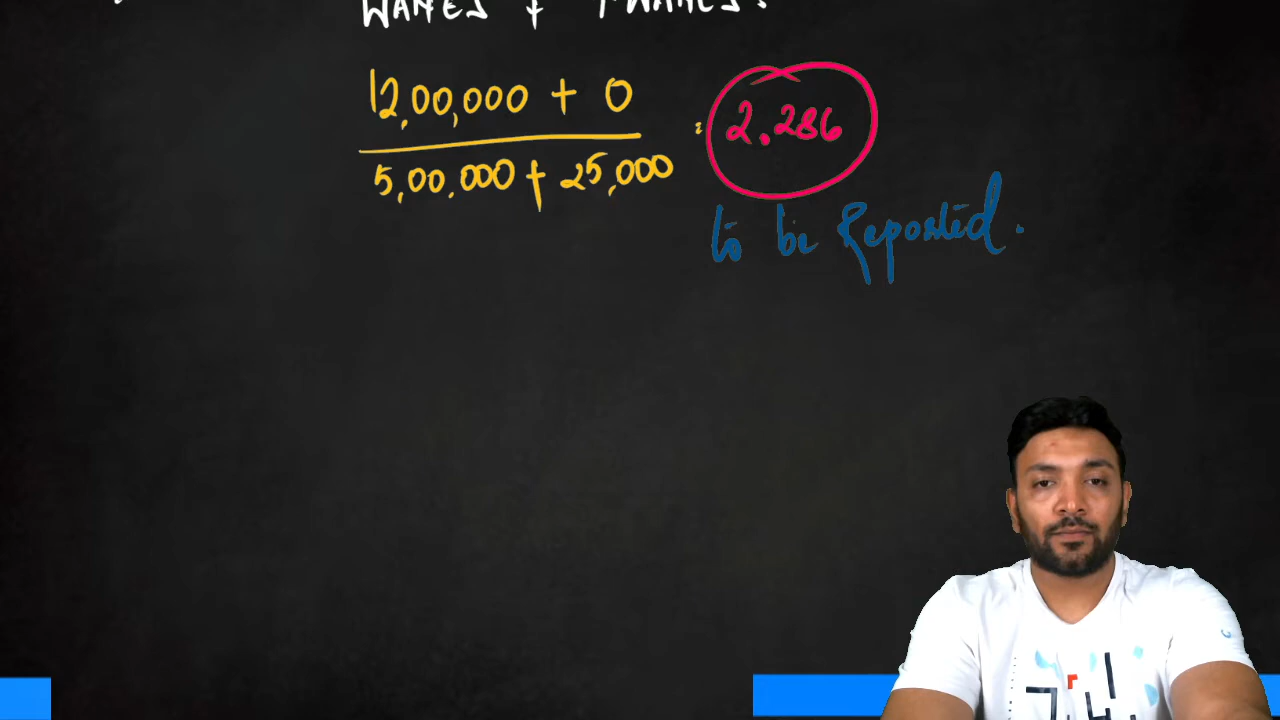 12,00,000 + 0
5,00,000 + 25,000
: 2.286
to be Reported.